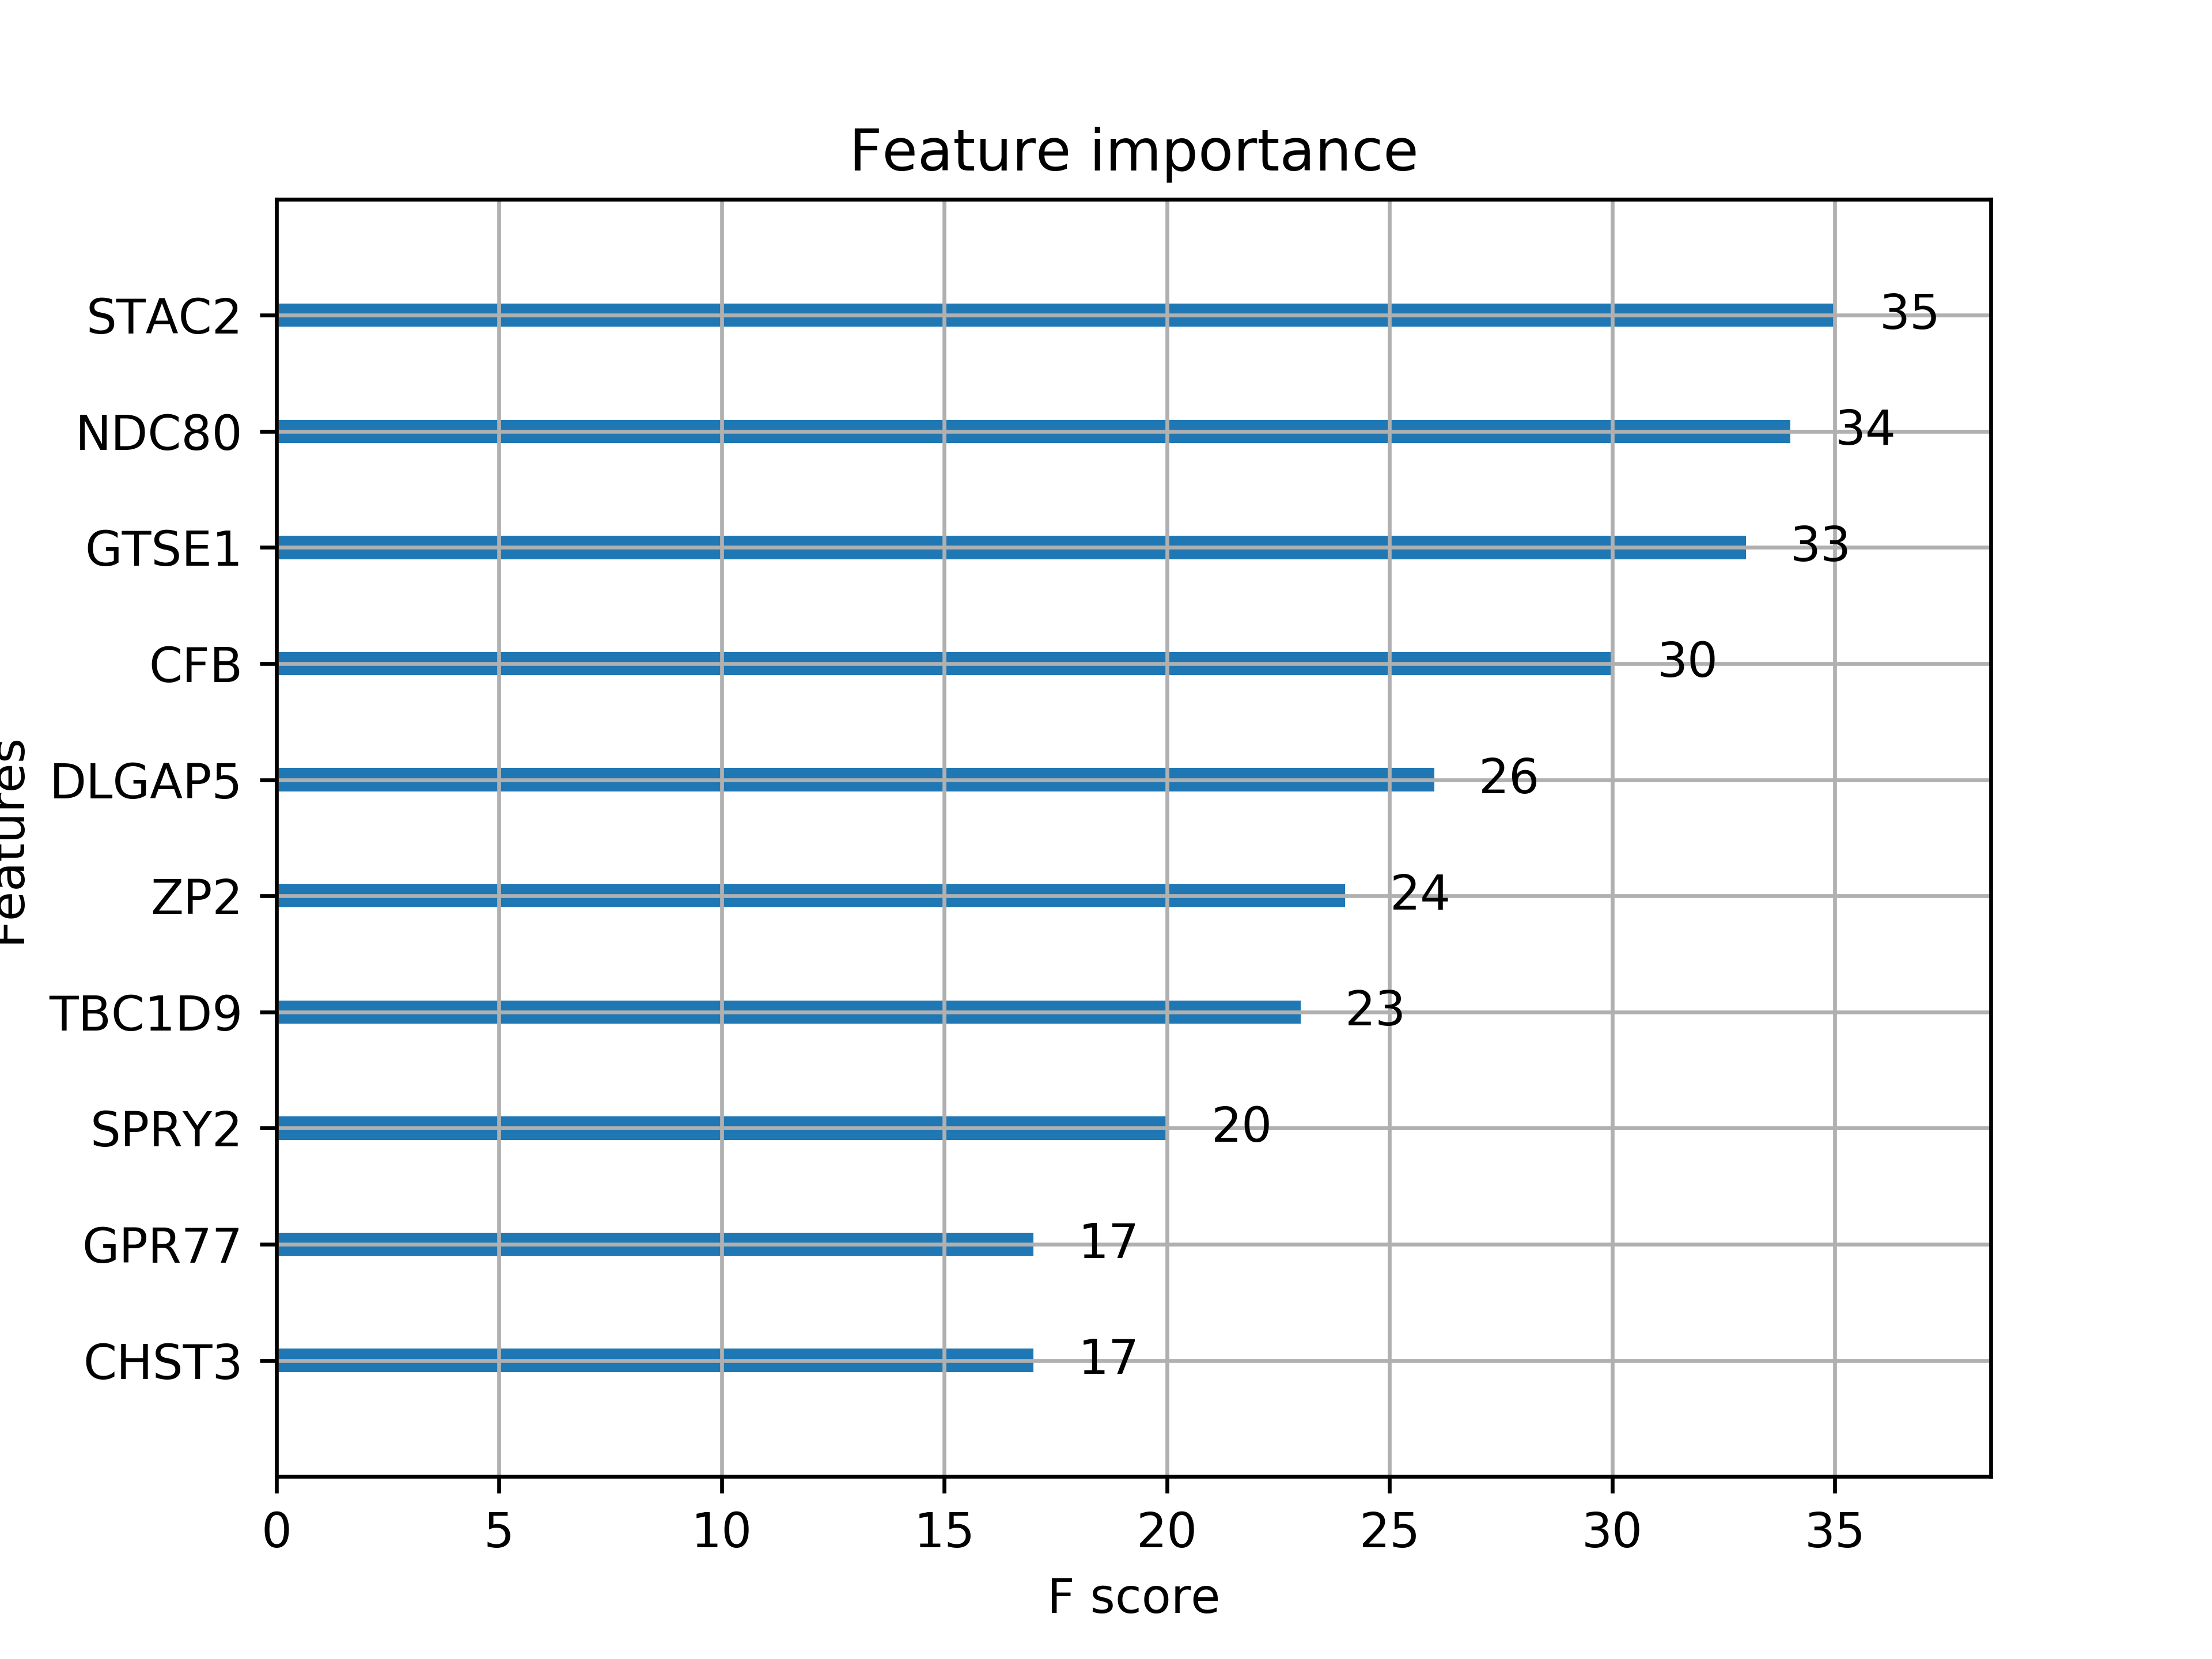 Feature importance
STAC2 35
NDC80 34
GTSE1 33
CFB 30
DLGAP5 26
ZP2 24
TBC1D9 23
SPRY2 20
GPR77 17
CHST3 17
Features
0 5 10 15 20 25 30 35
F score